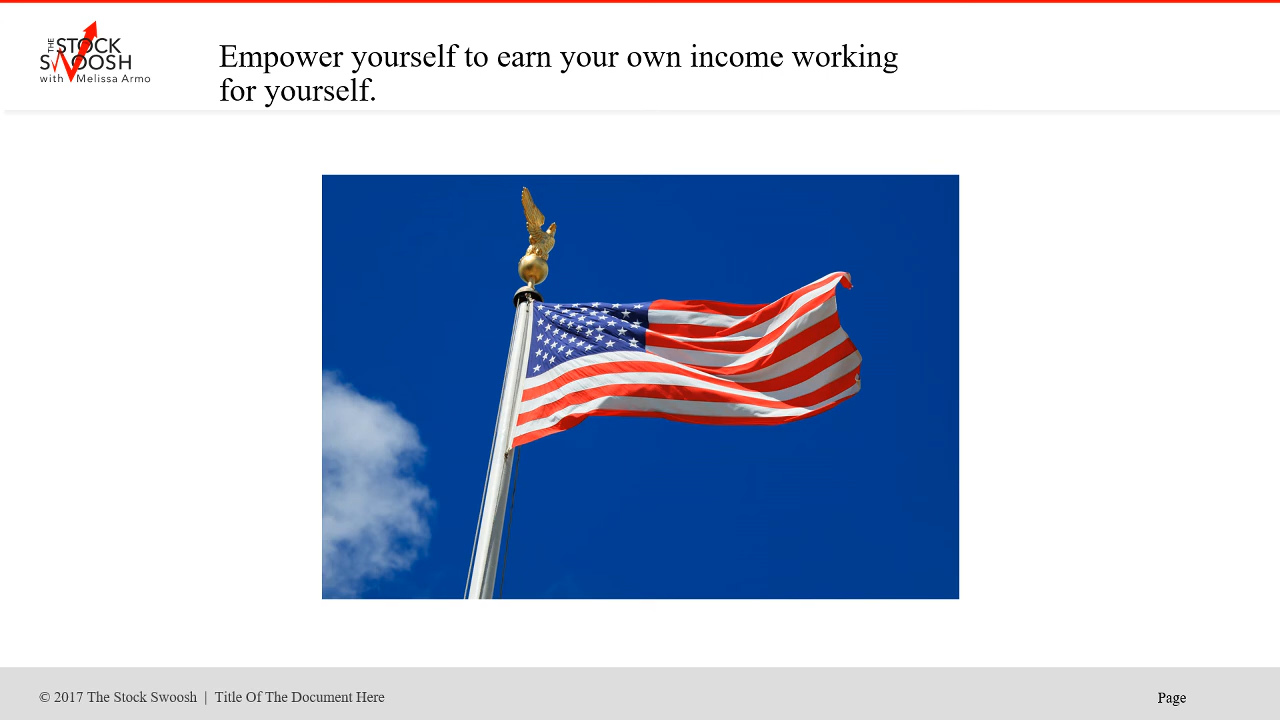 THE
STOCK
SWOOSH
with Melissa Armo
Empower yourself to earn your own income working
for yourself.
© 2017 The Stock Swoosh | Title Of The Document Here
Page